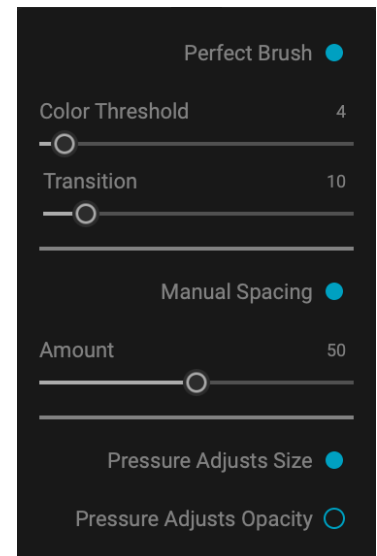 Perfect Brush
Color Threshold 4
Transition 10
Manual Spacing
Amount 50
Pressure Adjusts Size
Pressure Adjusts Opacity